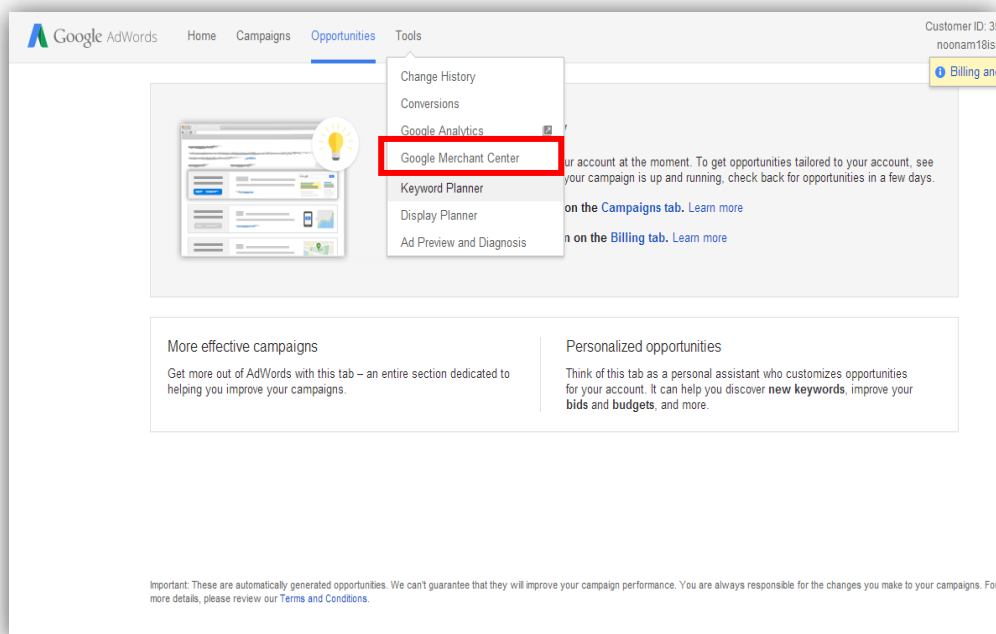 Google AdWords Home Campaigns Opportunities Tools
Customer ID: 35
noonam18is
Billing and
Change History
Conversions
Google Analytics
Google Merchant Center
Keyword Planner
Display Planner
Ad Preview and Diagnosis
ur account at the moment. To get opportunities tailored to your account, see
your campaign is up and running, check back for opportunities in a few days.
on the Campaigns tab. Learn more
n on the Billing tab. Learn more
More effective campaigns
Get more out of AdWords with this tab – an entire section dedicated to
helping you improve your campaigns.
Personalized opportunities
Think of this tab as a personal assistant who customizes opportunities
for your account. It can help you discover new keywords, improve your
bids and budgets, and more.
Important: These are automatically generated opportunities. We can't guarantee that they will improve your campaign performance. You are always responsible for the changes you make to your campaigns. For
more details, please review our Terms and Conditions.